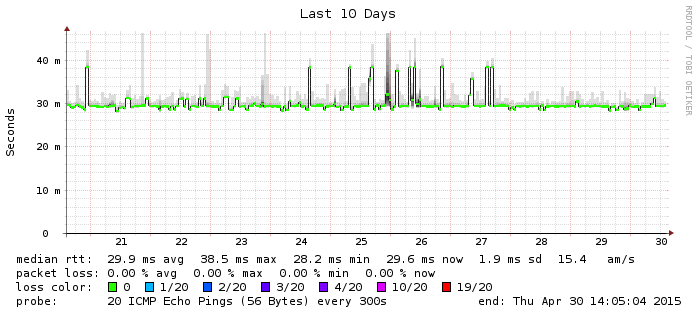 Last 10 Days
RRDTOOL / TOBI OETIKER
Seconds
40 m
30 m
20 m
10 m
0
21 22 23 24 25 26 27 28 29 30
median rtt: 29.9 ms avg 38.5 ms max 28.2 ms min 29.6 ms now 1.9 ms sd 15.4 am/s
packet loss: 0.00 % avg 0.00 % max 0.00 % min 0.00 % now
loss color: 0 1/20 2/20 3/20 4/20 10/20 19/20
probe: 20 ICMP Echo Pings (56 Bytes) every 300s end: Thu Apr 30 14:05:04 2015